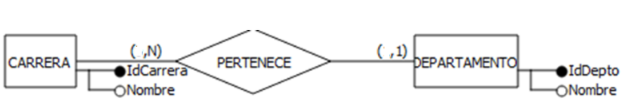 ( ,N)
( ,1)
CARRERA
PERTENECE
DEPARTAMENTO
IdCarrera
IdDepto
Nombre
Nombre